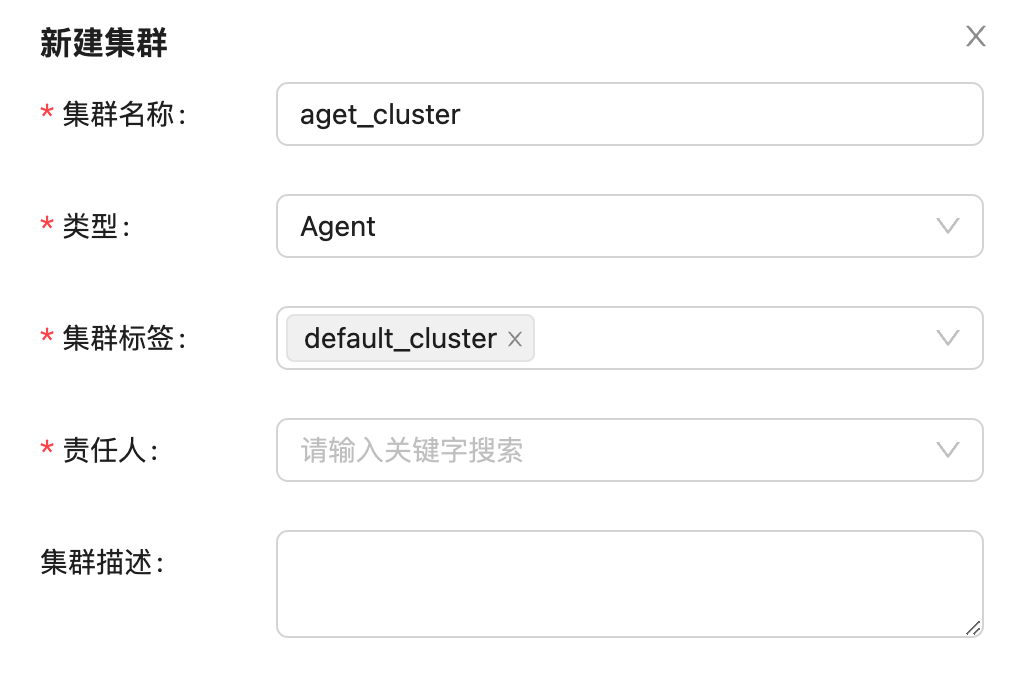 新建集群
* 集群名称：
aget_cluster
* 类型：
Agent
* 集群标签：
default_cluster
* 责任人：
请输入关键字搜索
集群描述：